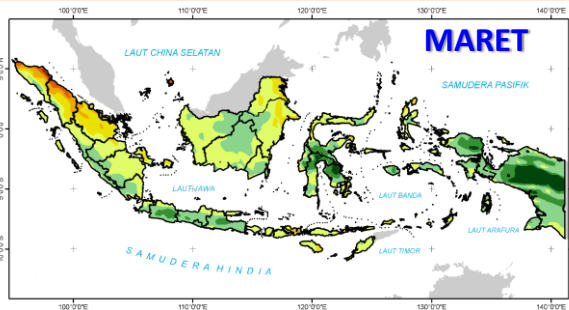 100°0'0"E 110°0'0"E 120°0'0"E 130°0'0"E 140°0'0"E
MARET
LAUT CHINA SELATAN
SAMUDERA PASIFIK
LAUT JAWA
LAUT BANDA
LAUT ARAFURA
LAUT TIMOR
SAMUDERA HINDIA
100°0'0"E 110°0'0"E 120°0'0"E 130°0'0"E 140°0'0"E